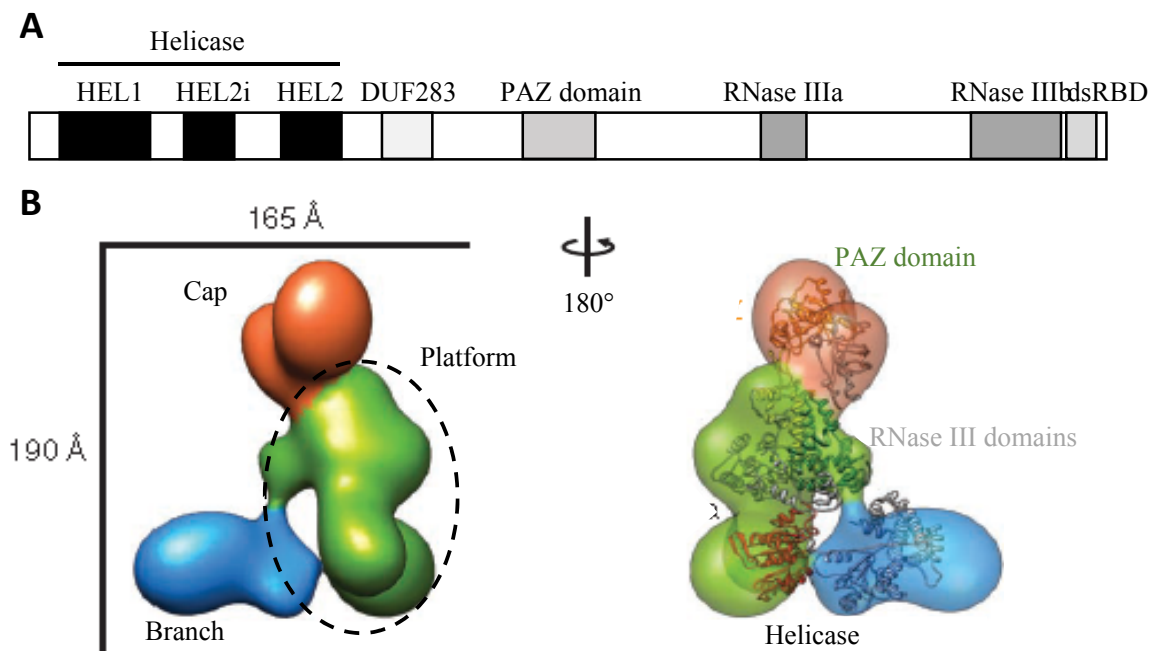 A
Helicase
HEL1 HEL2i HEL2 DUF283 PAZ domain RNase IIIa RNase IIIb dsRBD
B
165 Å
180°
190 Å
Cap
Platform
Branch
PAZ domain
RNase III domains
Helicase